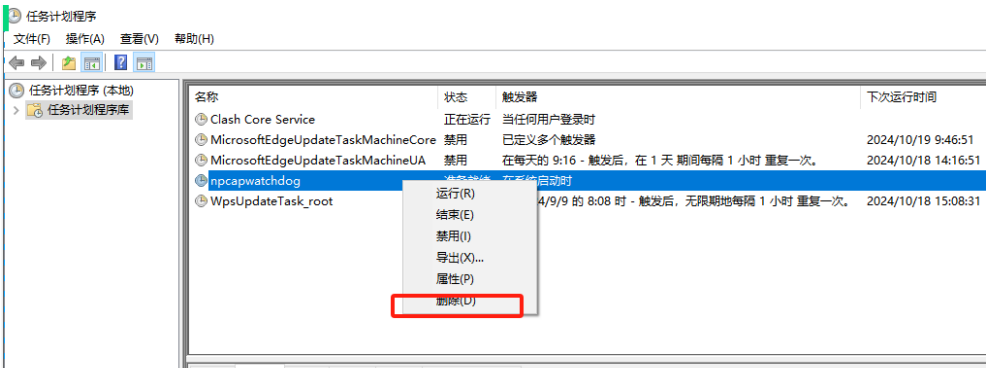 任务计划程序
文件(F) 操作(A) 查看(V) 帮助(H)
任务计划程序 (本地)
任务计划程序库
名称 状态 触发器 下次运行时间
Clash Core Service 正在运行 当任何用户登录时
MicrosoftEdgeUpdateTaskMachineCore 禁用 已定义多个触发器 2024/10/19 9:46:51
MicrosoftEdgeUpdateTaskMachineUA 禁用 在每天的 9:16 - 触发后，在 1 天 期间每隔 1 小时 重复一次。 2024/10/18 14:16:51
npcapwatchdog 准备就绪 在系统启动时
WpsUpdateTask_root 4/9/9 的 8:08 时 - 触发后，无限期地每隔 1 小时 重复一次。 2024/10/18 15:08:31
运行(R)
结束(E)
禁用(I)
导出(X)...
属性(P)
删除(D)